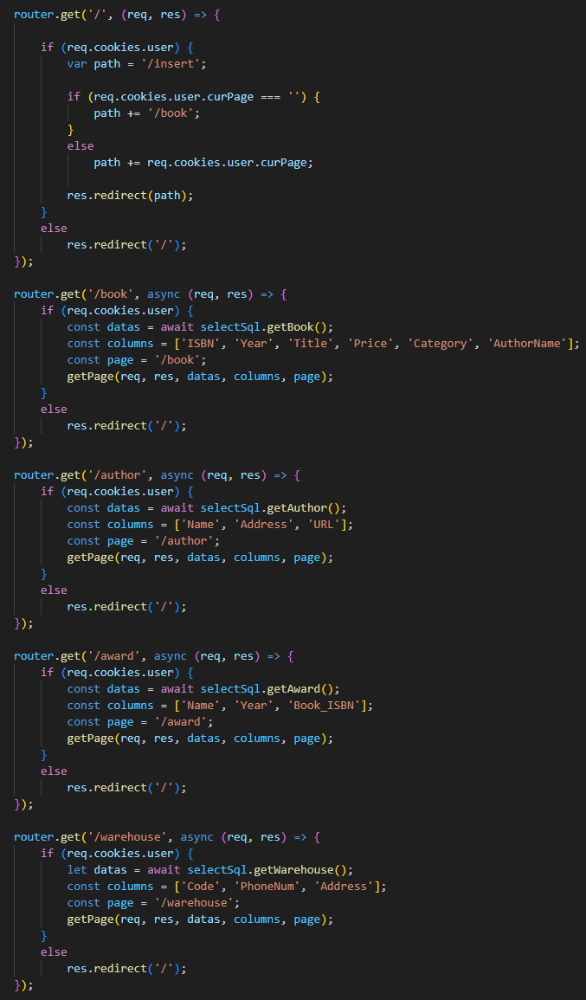 router.get('/', (req, res) => {
if (req.cookies.user) {
var path = '/insert';
if (req.cookies.user.curPage === '') {
path += '/book';
}
else
path += req.cookies.user.curPage;
res.redirect(path);
}
else
res.redirect('/');
});
router.get('/book', async (req, res) => {
if (req.cookies.user) {
const datas = await selectSql.getBook();
const columns = ['ISBN', 'Year', 'Title', 'Price', 'Category', 'AuthorName'];
const page = '/book';
getPage(req, res, datas, columns, page);
}
else
res.redirect('/');
});
router.get('/author', async (req, res) => {
if (req.cookies.user) {
const datas = await selectSql.getAuthor();
const columns = ['Name', 'Address', 'URL'];
const page = '/author';
getPage(req, res, datas, columns, page);
}
else
res.redirect('/');
});
router.get('/award', async (req, res) => {
if (req.cookies.user) {
const datas = await selectSql.getAward();
const columns = ['Name', 'Year', 'Book_ISBN'];
const page = '/award';
getPage(req, res, datas, columns, page);
}
else
res.redirect('/');
});
router.get('/warehouse', async (req, res) => {
if (req.cookies.user) {
let datas = await selectSql.getWarehouse();
const columns = ['Code', 'PhoneNum', 'Address'];
const page = '/warehouse';
getPage(req, res, datas, columns, page);
}
else
res.redirect('/');
});